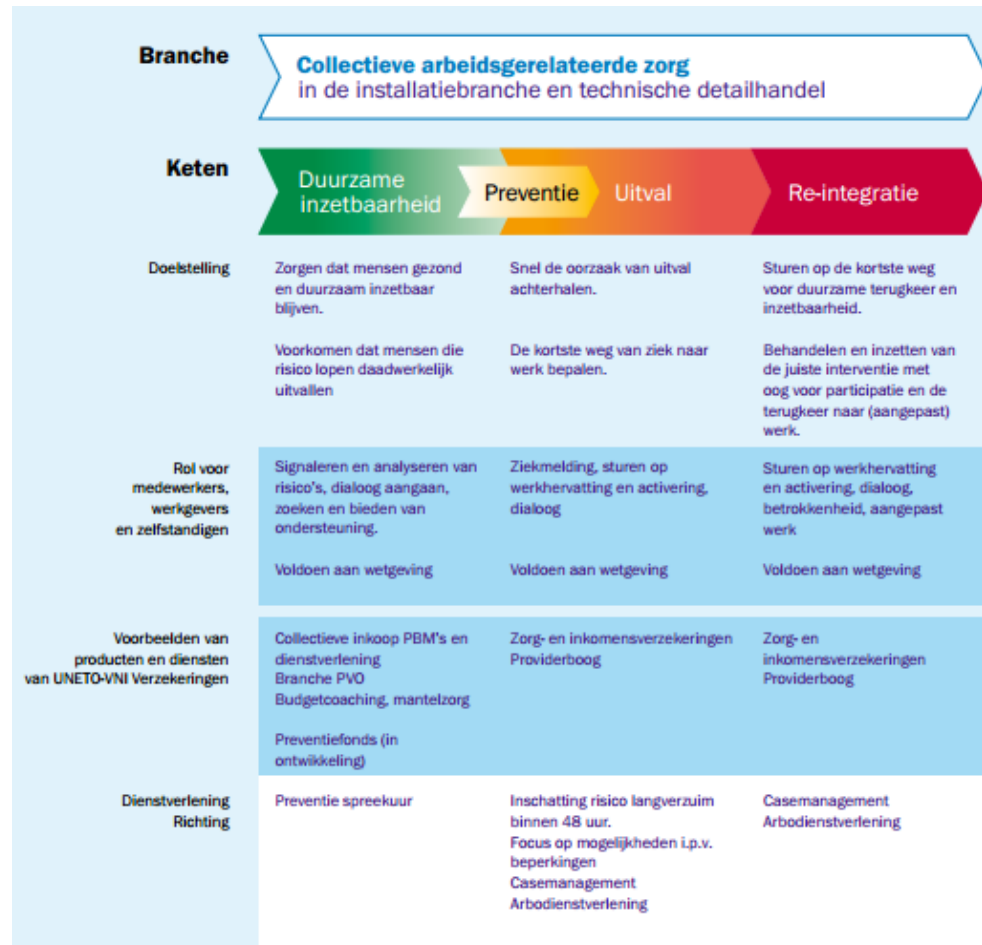 Branche
Collectieve arbeidsgerelateerde zorg
in de installatiebranche en technische detailhandel
Keten
Duurzame
inzetbaarheid
Preventie
Uitval
Re-integratie
Doelstelling
Zorgen dat mensen gezond
en duurzaam inzetbaar
blijven.
Voorkomen dat mensen die
risico lopen daadwerkelijk
uitvallen
Snel de oorzaak van uitval
achterhalen.
De kortste weg van ziek naar
werk bepalen.
Sturen op de kortste weg
voor duurzame terugkeer en
inzetbaarheid.
Behandelen en inzetten van
de juiste interventie met
oog voor participatie en de
terugkeer naar (aangepast)
werk.
Rol voor
medewerkers,
werkgevers
en zelfstandigen
Signaleren en analyseren van
risico's, dialoog aangaan,
zoeken en bieden van
ondersteuning.
Voldoen aan wetgeving
Ziekmelding, sturen op
werkhervatting en activering,
dialoog
Voldoen aan wetgeving
Sturen op werkhervatting
en activering, dialoog,
betrokkenheid, aangepast
werk
Voldoen aan wetgeving
Voorbeelden van
producten en diensten
van UNETO-VNI Verzekeringen
Collectieve inkoop PBM's en
dienstverlening
Branche PVO
Budgetcoaching, mantelzorg
Preventiefonds (in
ontwikkeling)
Zorg- en inkomensverzekeringen
Providerboog
Zorg- en
inkomensverzekeringen
Providerboog
Dienstverlening
Richting
Preventie spreekuur
Inschatting risico langverzuim
binnen 48 uur.
Focus op mogelijkheden i.p.v.
beperkingen
Casemanagement
Arbodienstverlening
Casemanagement
Arbodienstverlening